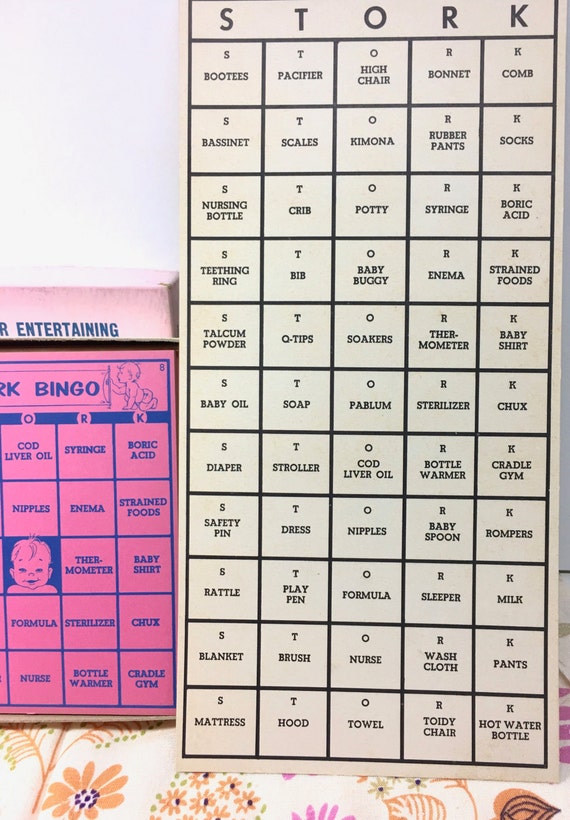 S T O R K
S T O R K
BOOTEES PACIFIER HIGH CHAIR BONNET COMB
S T O R K
BASSINET SCALES KIMONA RUBBER PANTS SOCKS
S T O R K
NURSING BOTTLE CRIB POTTY SYRINGE BORIC ACID
S T O R K
TEETHING RING BIB BABY BUGGY ENEMA STRAINED FOODS
S T O R K
TALCUM POWDER Q-TIPS SOAKERS THER-MOMETER BABY SHIRT
S T O R K
BABY OIL SOAP PABLUM STERILIZER CHUX
S T O R K
DIAPER STROLLER COD LIVER OIL BOTTLE WARMER CRADLE GYM
S T O R K
SAFETY PIN DRESS NIPPLES BABY SPOON ROMPERS
S T O R K
RATTLE PLAY PEN FORMULA SLEEPER MILK
S T O R K
BLANKET BRUSH NURSE WASH CLOTH PANTS
S T O R K
MATTRESS HOOD TOWEL TOIDY CHAIR HOT WATER BOTTLE
R ENTERTAINING
8
RK BINGO
O R K
COD LIVER OIL SYRINGE BORIC ACID
NIPPLES ENEMA STRAINED FOODS
THER-MOMETER BABY SHIRT
FORMULA STERILIZER CHUX
NURSE BOTTLE WARMER CRADLE GYM